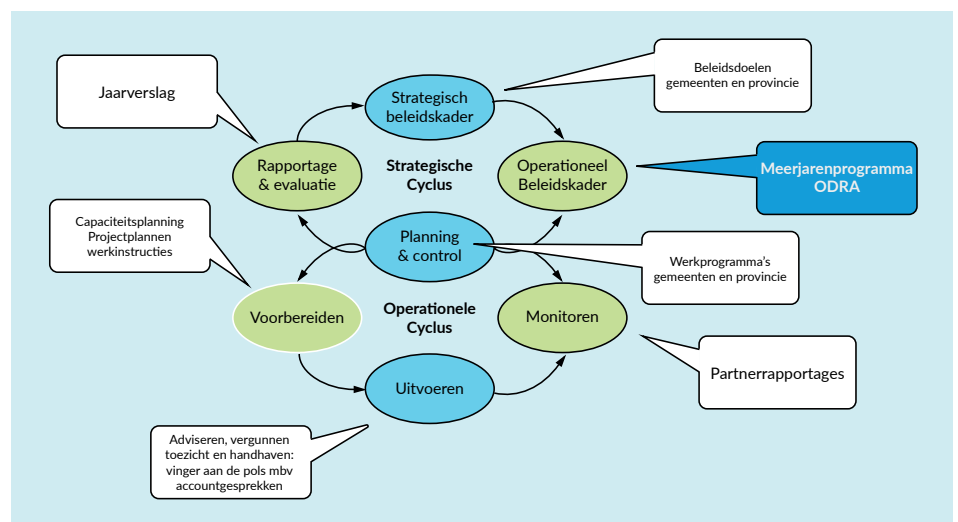 Jaarverslag
Strategisch
beleidskader
Beleidsdoelen
gemeenten en provincie
Rapportage
& evaluatie
Strategische
Cyclus
Operationeel
Beleidskader
Meerjarenprogramma
ODRA
Capaciteitsplanning
Projectplannen
werkinstructies
Planning
& control
Werkprogramma's
gemeenten en provincie
Voorbereiden
Operationele
Cyclus
Monitoren
Partnerrapportages
Uitvoeren
Adviseren, vergunnen
toezicht en handhaven:
vinger aan de pols mbv
accountgesprekken